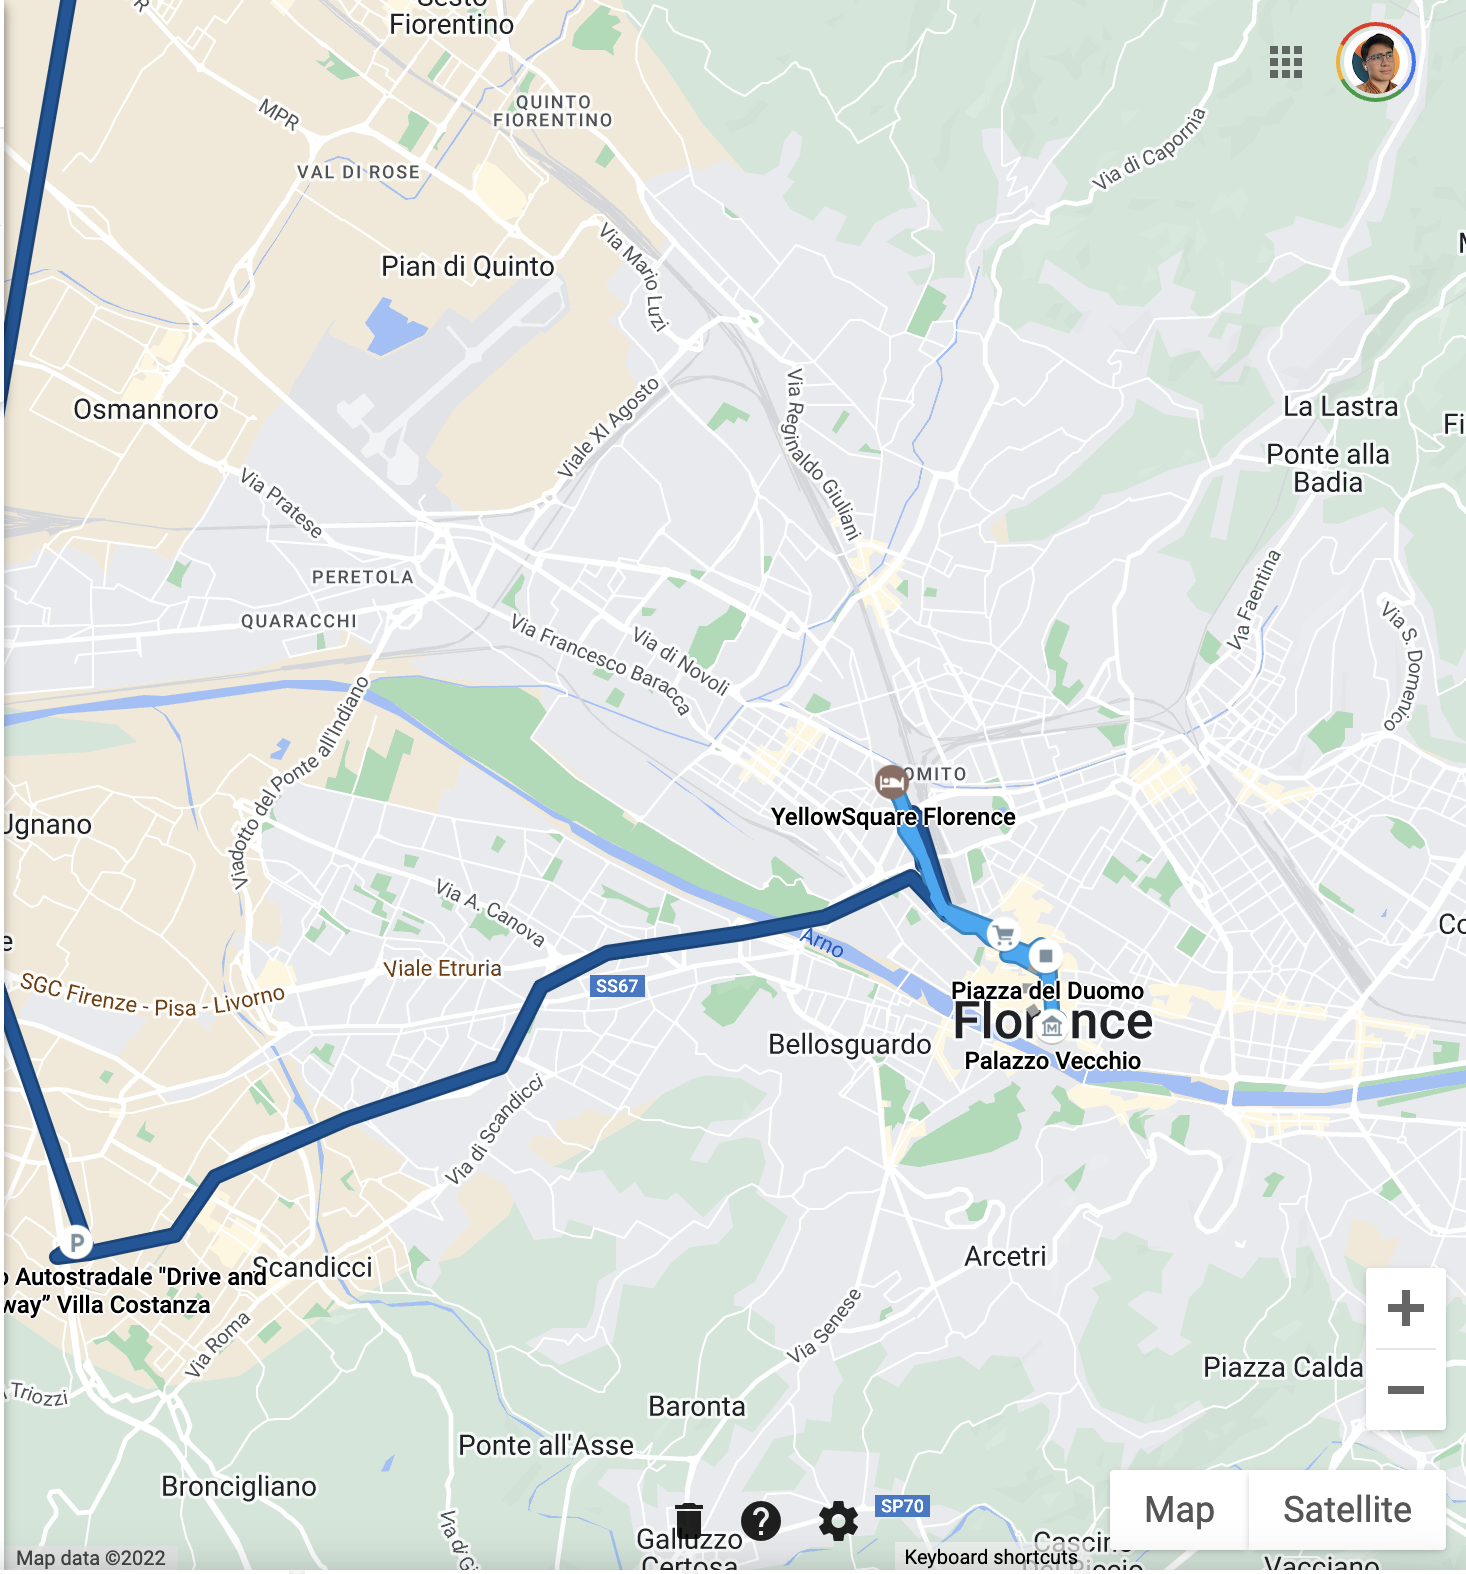 Sesto
Fiorentino
QUINTO
FIORENTINO
MPR
VAL DI ROSE
Via di Capornia
Via Mario Luzi
Pian di Quinto
Osmannoro
Viale XI Agosto
Via Reginaldo Giuliani
La Lastra
Fi
Ponte alla
Badia
Via Pratese
PERETOLA
QUARACCHI
Via Francesco Baracca
Via di Novoli
Via Faentina
Via S. Domenico
Viadotto del Ponte all'Indiano
OMITO
YellowSquare Florence
Ugnano
Via A. Canova
Arno
Co
e
Viale Etruria
SGC Firenze - Pisa - Livorno
SS67
Piazza del Duomo
Florence
Palazzo Vecchio
Bellosguardo
Via di Scandicci
P
Scandicci
o Autostradale "Drive and
way” Villa Costanza
Arcetri
Via Roma
Via Senese
Piazza Calda
Triozzi
Baronta
Ponte all'Asse
Broncigliano
Via di Gi
SP70
Map
Satellite
Galluzzo
Certosa
Vacciano
Map data ©2022
Keyboard shortcuts